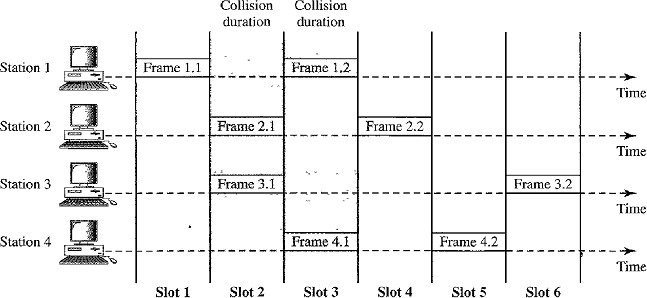 Collision duration
Collision duration
Station 1
Frame 1.1
Frame 1,2
Time
Station 2
Frame 2.1
Frame 2.2
Time
Station 3
Frame 3.1
Frame 3.2
Time
Station 4
Frame 4.1
Frame 4.2
Time
Slot 1
Slot 2
Slot 3
Slot 4
Slot 5
Slot 6